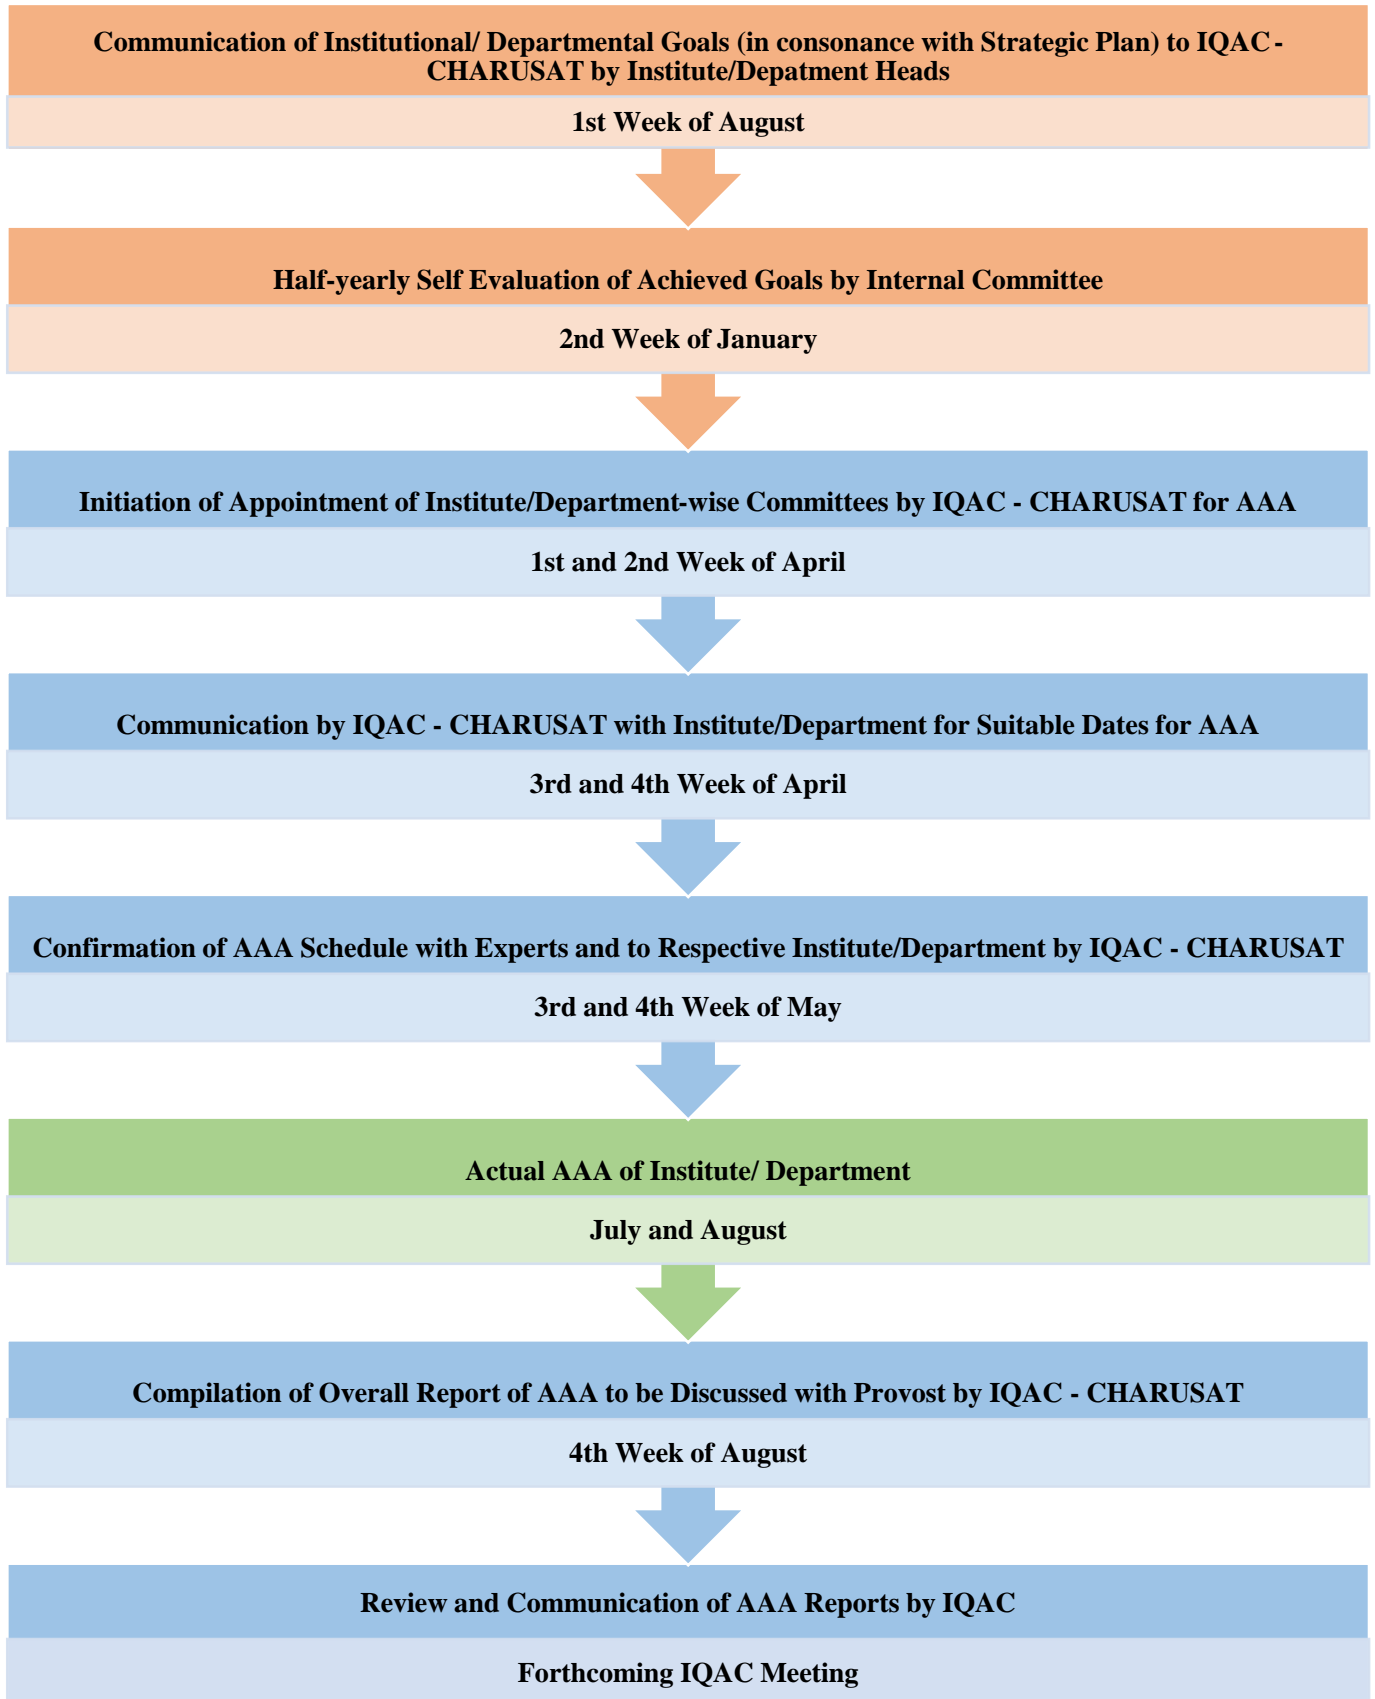 Communication of Institutional/ Departmental Goals (in consonance with Strategic Plan) to IQAC -
CHARUSAT by Institute/Depatment Heads
1st Week of August
Half-yearly Self Evaluation of Achieved Goals by Internal Committee
2nd Week of January
Initiation of Appointment of Institute/Department-wise Committees by IQAC - CHARUSAT for AAA
1st and 2nd Week of April
Communication by IQAC - CHARUSAT with Institute/Department for Suitable Dates for AAA
3rd and 4th Week of April
Confirmation of AAA Schedule with Experts and to Respective Institute/Department by IQAC - CHARUSAT
3rd and 4th Week of May
Actual AAA of Institute/ Department
July and August
Compilation of Overall Report of AAA to be Discussed with Provost by IQAC - CHARUSAT
4th Week of August
Review and Communication of AAA Reports by IQAC
Forthcoming IQAC Meeting